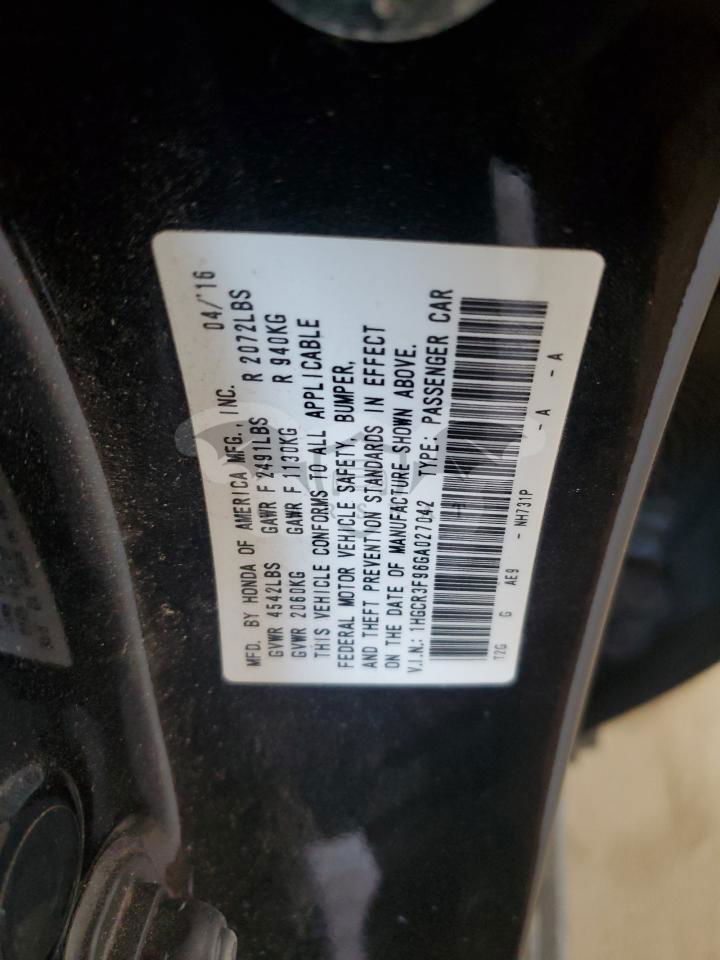 MFD. BY HONDA OF AMERICA MFG., INC. 04/'16
GVWR 4542LBS GAWR F 2491LBS R 2072LBS
GVWR 2060KG GAWR F 1130KG R 940KG
THIS VEHICLE CONFORMS TO ALL APPLICABLE
FEDERAL MOTOR VEHICLE SAFETY, BUMPER,
AND THEFT PREVENTION STANDARDS IN EFFECT
ON THE DATE OF MANUFACTURE SHOWN ABOVE.
V.I.N.: 1HGCR3F96GA027042 TYPE: PASSENGER CAR
T2G G AE9 - NH731P - A - A